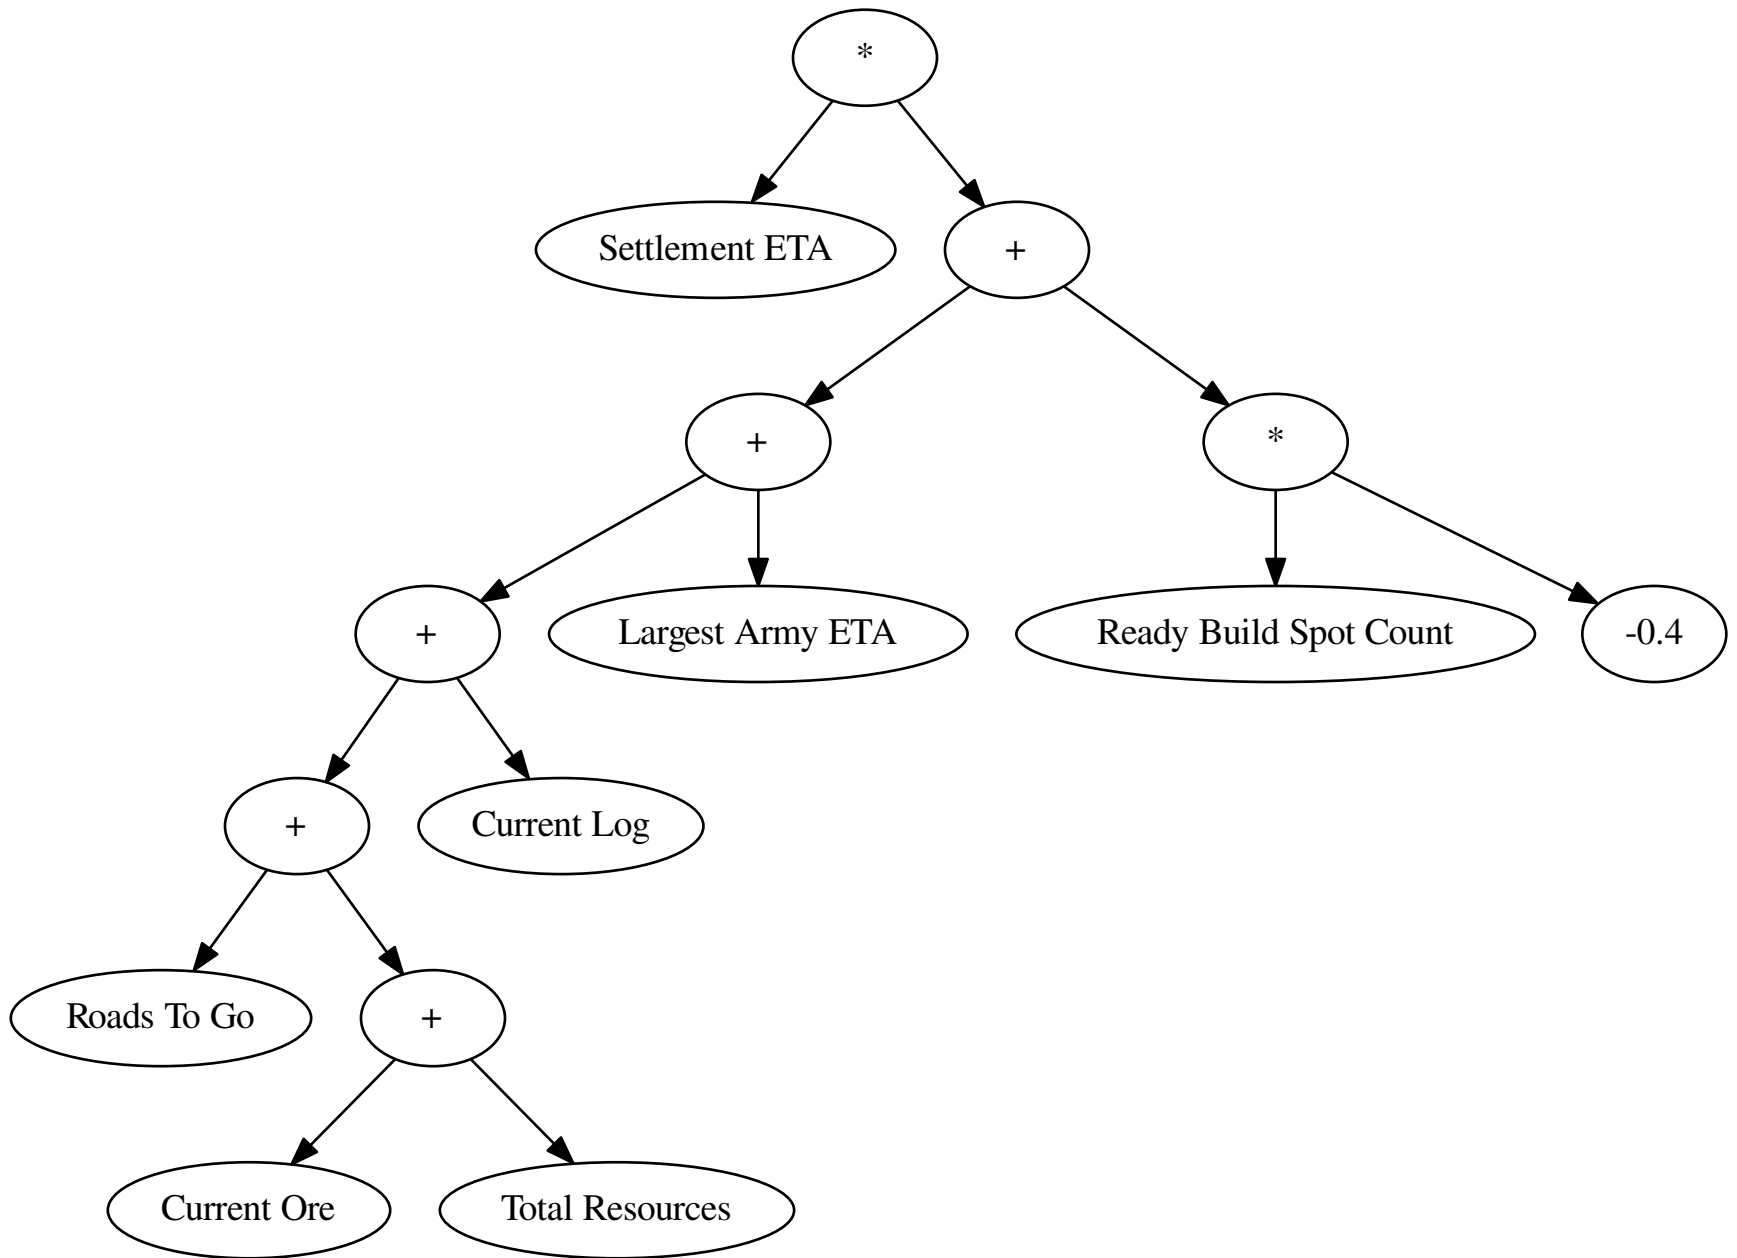 *
Settlement ETA
+
+
*
+
Largest Army ETA
Ready Build Spot Count
-0.4
+
Current Log
Roads To Go
+
Current Ore
Total Resources